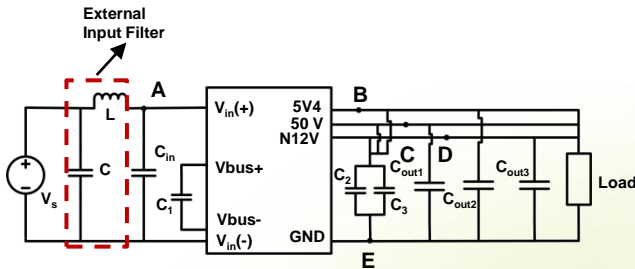 External
Input Filter
A
B
L
Vin(+)
5V4
50 V
N12V
C
D
C
Cin
Vs
Vbus+
C1
Vbus-
Vin(-)
GND
C2
C3
Cout1
Cout2
Cout3
Load
E